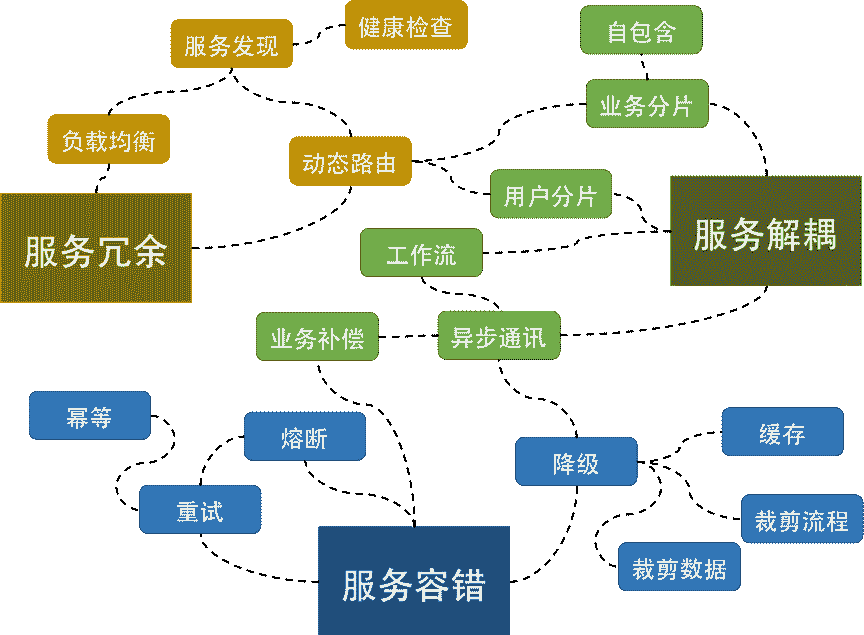 健康检查
自包含
服务发现
业务分片
负载均衡
动态路由
用户分片
服务冗余
服务解耦
工作流
业务补偿
异步通讯
幂等
熔断
缓存
降级
重试
裁剪流程
裁剪数据
服务容错